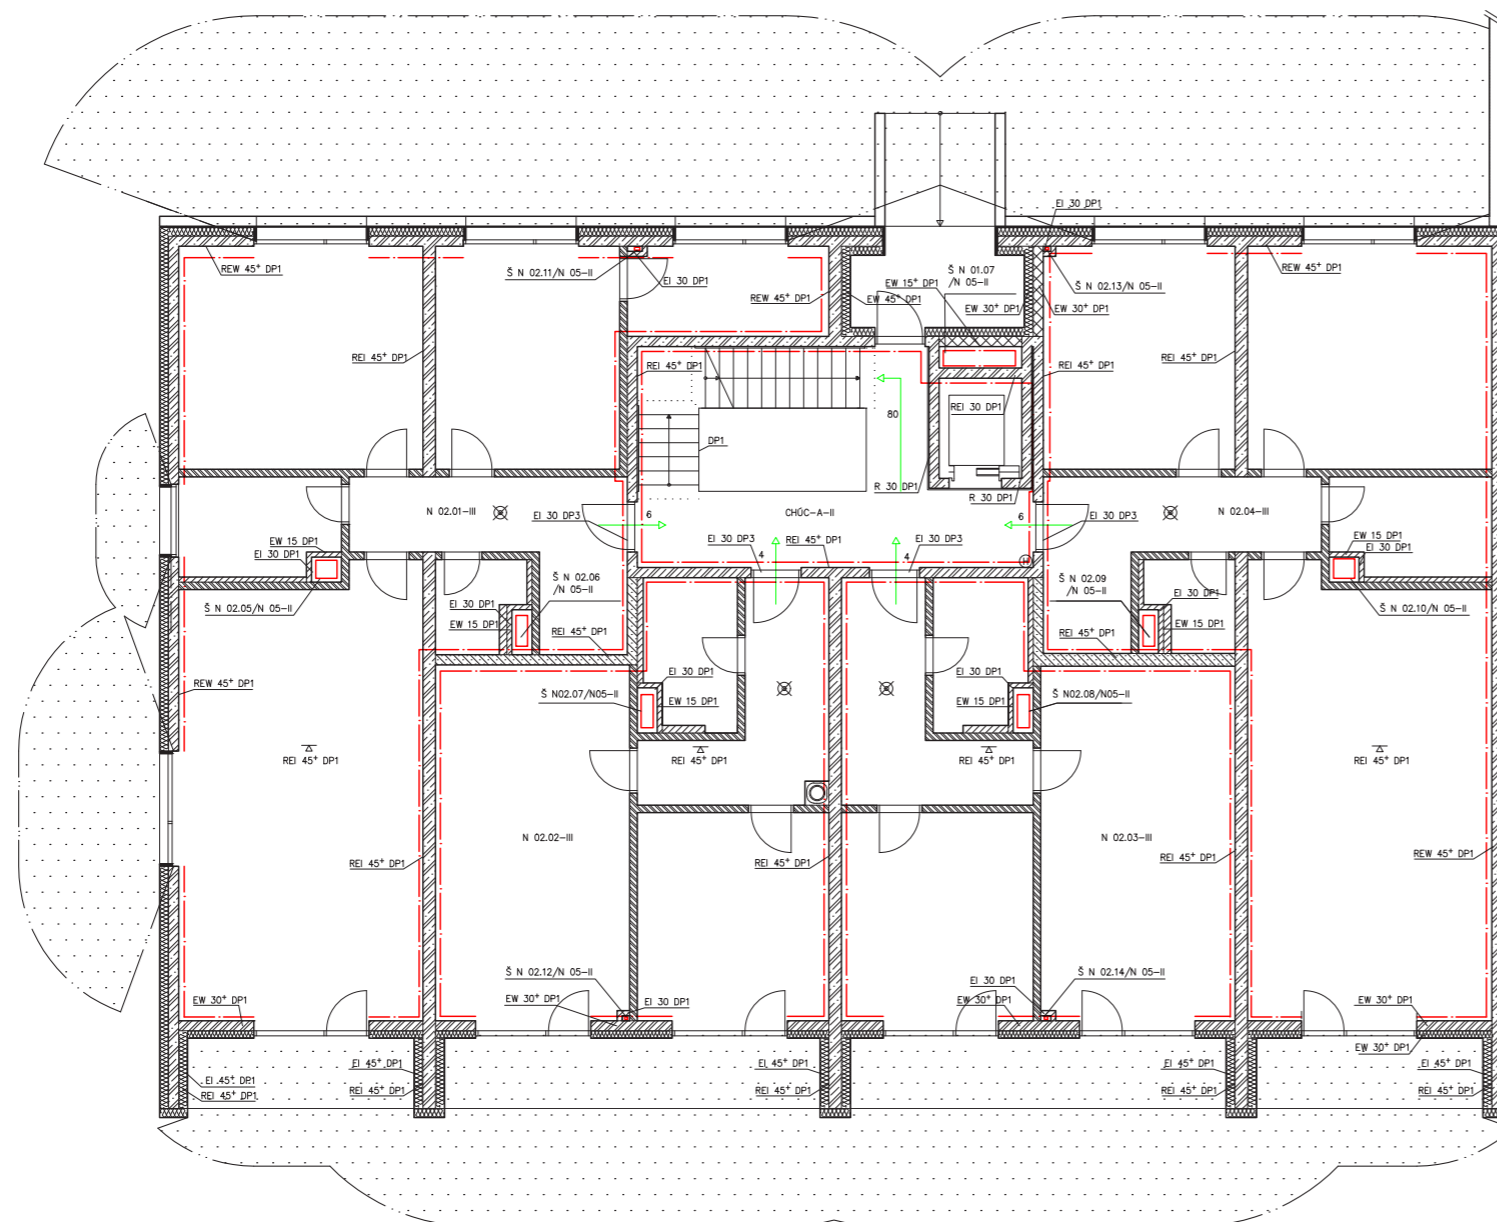 EI 30 DP1
REW 45+ DP1
Š N 02.11/N 05-II
EI 30 DP1
REW 45+ DP1
EW 45+ DP1
Š N 01.07
/N 05-II
EW 15+ DP1
EW 30+ DP1
Š N 02.13/N 05-II
EW 30+ DP1
REW 45+ DP1
REI 45+ DP1
REI 45+ DP1
REI 45+ DP1
REI 45+ DP1
REI 30 DP1
80
DP1
R 30 DP1
R 30 DP1
N 02.01-III
EI 30 DP3
6
CHÚC-A-II
6
EI 30 DP3
N 02.04-III
EW 15 DP1
EI 30 DP1
EI 30 DP3
4
REI 45+ DP1
4
EI 30 DP3
H
EW 15 DP1
EI 30 DP1
Š N 02.05/N 05-II
Š N 02.06
/N 05-II
EI 30 DP1
EW 15 DP1
REI 45+ DP1
Š N 02.09
/N 05-II
EI 30 DP1
EW 15 DP1
REI 45+ DP1
Š N 02.10/N 05-II
REW 45+ DP1
Š N02.07/N05-II
EI 30 DP1
EW 15 DP1
EI 30 DP1
EW 15 DP1
Š N02.08/N05-II
REI 45+ DP1
REI 45+ DP1
REI 45+ DP1
REI 45+ DP1
N 02.02-III
N 02.03-III
REI 45+ DP1
REI 45+ DP1
REI 45+ DP1
REW 45+ DP1
Š N 02.12/N 05-II
EW 30+ DP1
EI 30 DP1
EI 30 DP1
EW 30+ DP1
Š N 02.14/N 05-II
EW 30+ DP1
EW 30+ DP1
EW 30+ DP1
EI 45+ DP1
REI 45+ DP1
EI 45+ DP1
REI 45+ DP1
EI 45+ DP1
REI 45+ DP1
EI 45+ DP1
REI 45+ DP1
EI 45+ DP1
REI 45+ DP1